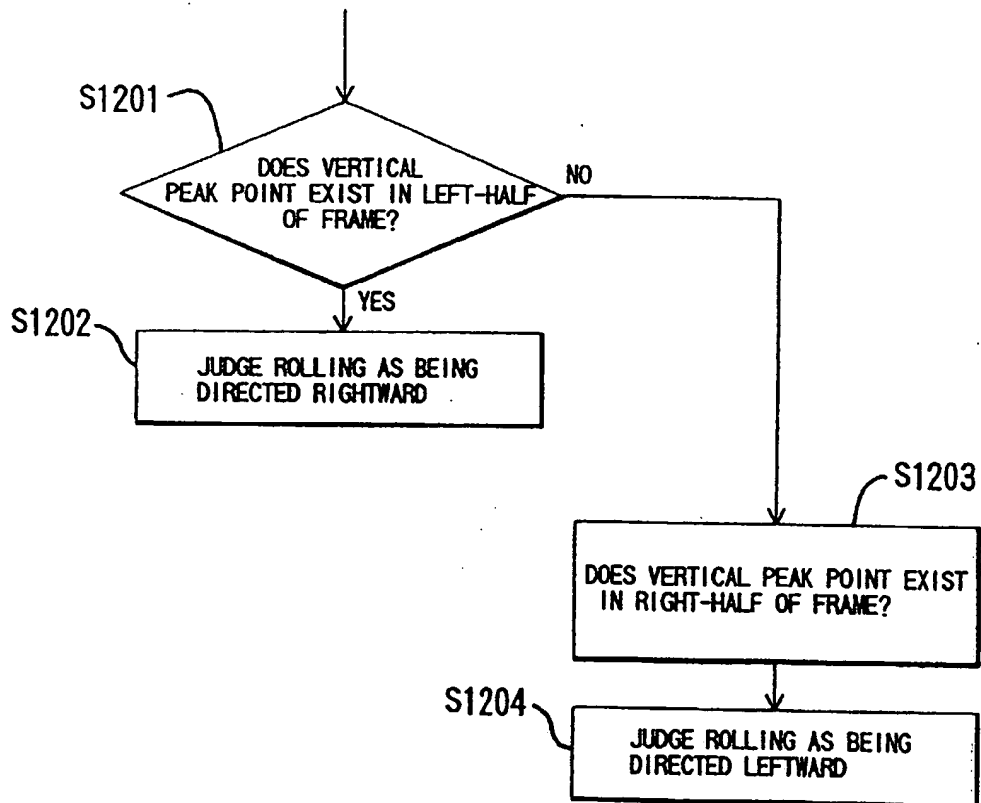 S1201
DOES VERTICAL
PEAK POINT EXIST IN LEFT-HALF
OF FRAME?
NO
YES
S1202
JUDGE ROLLING AS BEING
DIRECTED RIGHTWARD
S1203
DOES VERTICAL PEAK POINT EXIST
IN RIGHT-HALF OF FRAME?
S1204
JUDGE ROLLING AS BEING
DIRECTED LEFTWARD